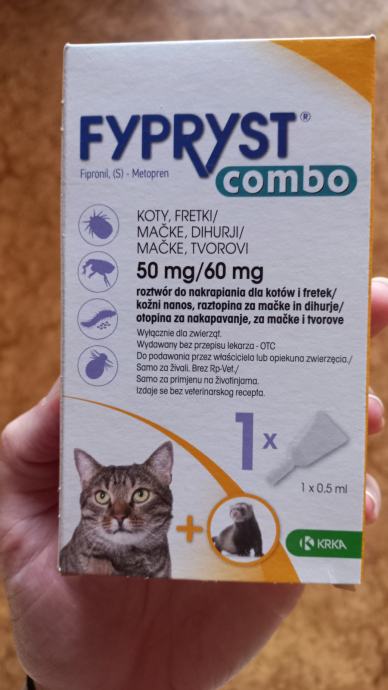 FYPRYST®
Fipronil, (S) - Metopren
combo
KOTY, FRETKI/
MAČKE, DIHURJI/
MAČKE, TVOROVI
50 mg/60 mg
roztwór do nakrapiania dla kotów i fretek/
kožni nanos, raztopina za mačke in dihurje/
otopina za nakapavanje, za mačke i tvorove
Wyłącznie dla zwierząt.
Wydawany bez przepisu lekarza - OTC
Do podawania przez właściciela lub opiekuna zwierzęcia./
Samo za živali. Brez Rp-Vet./
Samo za primjenu na životinjama.
Izdaje se bez veterinarskog recepta.
1 x
1 x 0,5 ml
+
KRKA